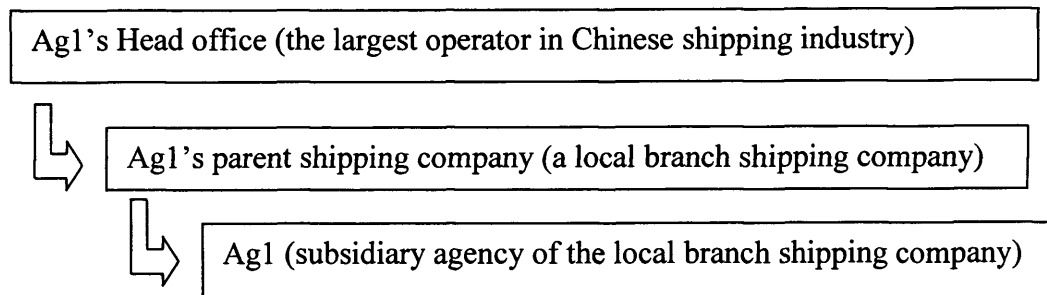 Ag1's Head office (the largest operator in Chinese shipping industry)
Ag1's parent shipping company (a local branch shipping company)
Ag1 (subsidiary agency of the local branch shipping company)